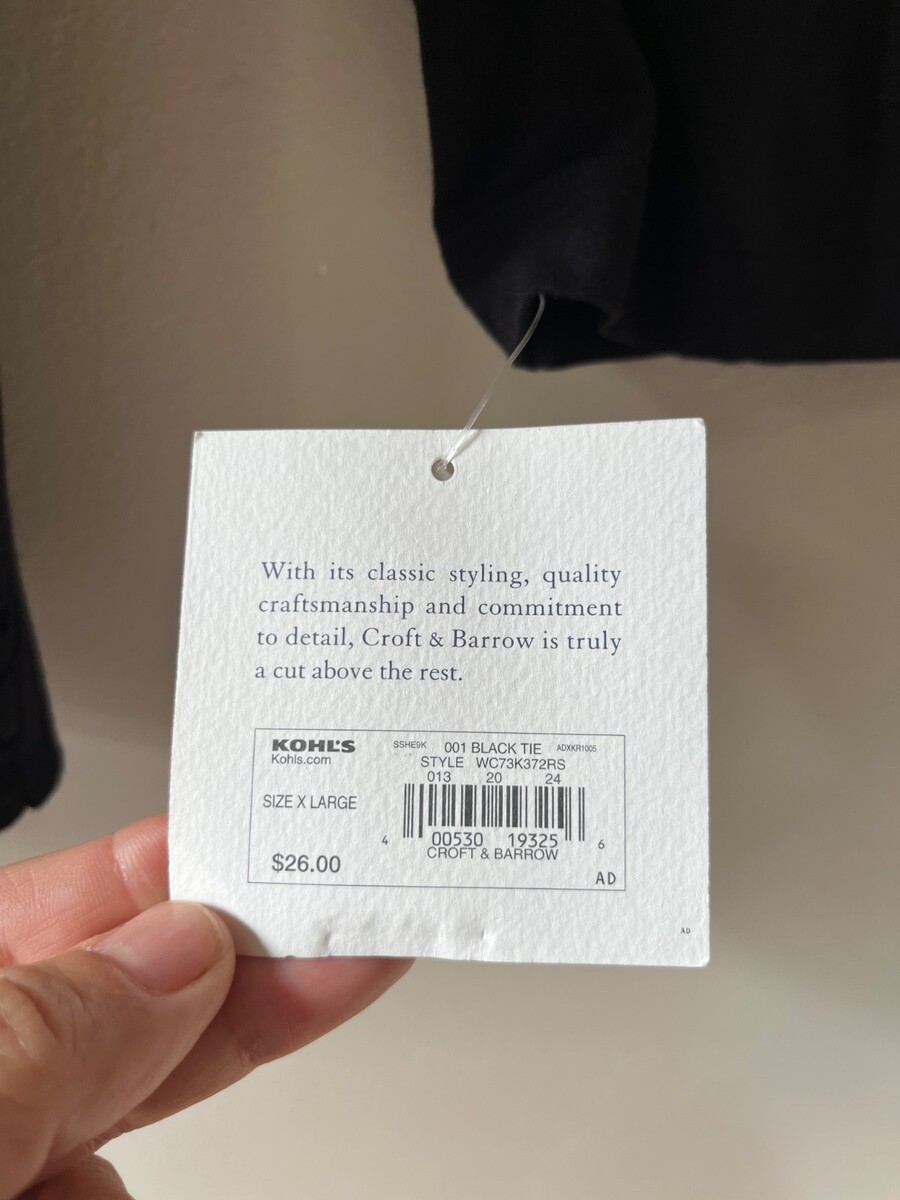 With its classic styling, quality
craftsmanship and commitment
to detail, Croft & Barrow is truly
a cut above the rest.
KOHL'S SSHE9K 001 BLACK TIE ADXKR1005
Kohls.com STYLE WC73K372RS
013 20 24
SIZE X LARGE
4 00530 19325 6
CROFT & BARROW
$26.00
AD
AD